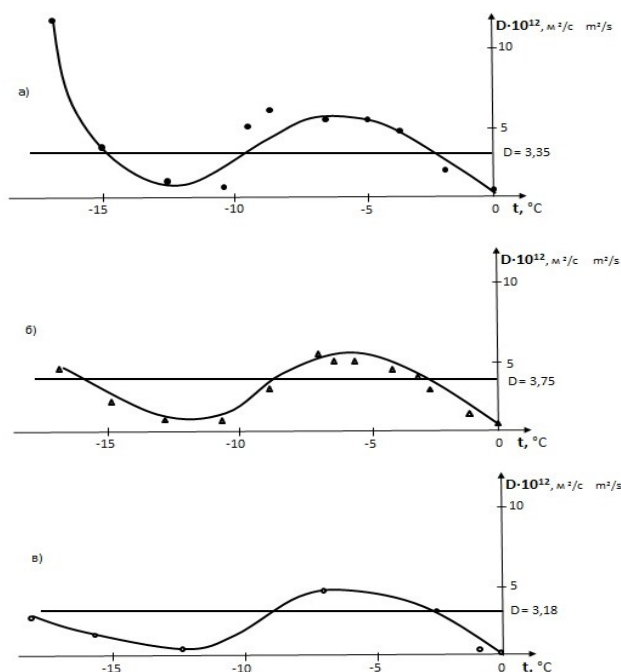 D·10¹², м²/с m²/s
10
а)
5
D = 3,35
-15 -10 -5 0 t, °C
D·10¹², м²/с m²/s
10
б)
5
D = 3,75
-15 -10 -5 0 t, °C
D·10¹², м²/с m²/s
10
в)
5
D = 3,18
-15 -10 -5 0 t, °C